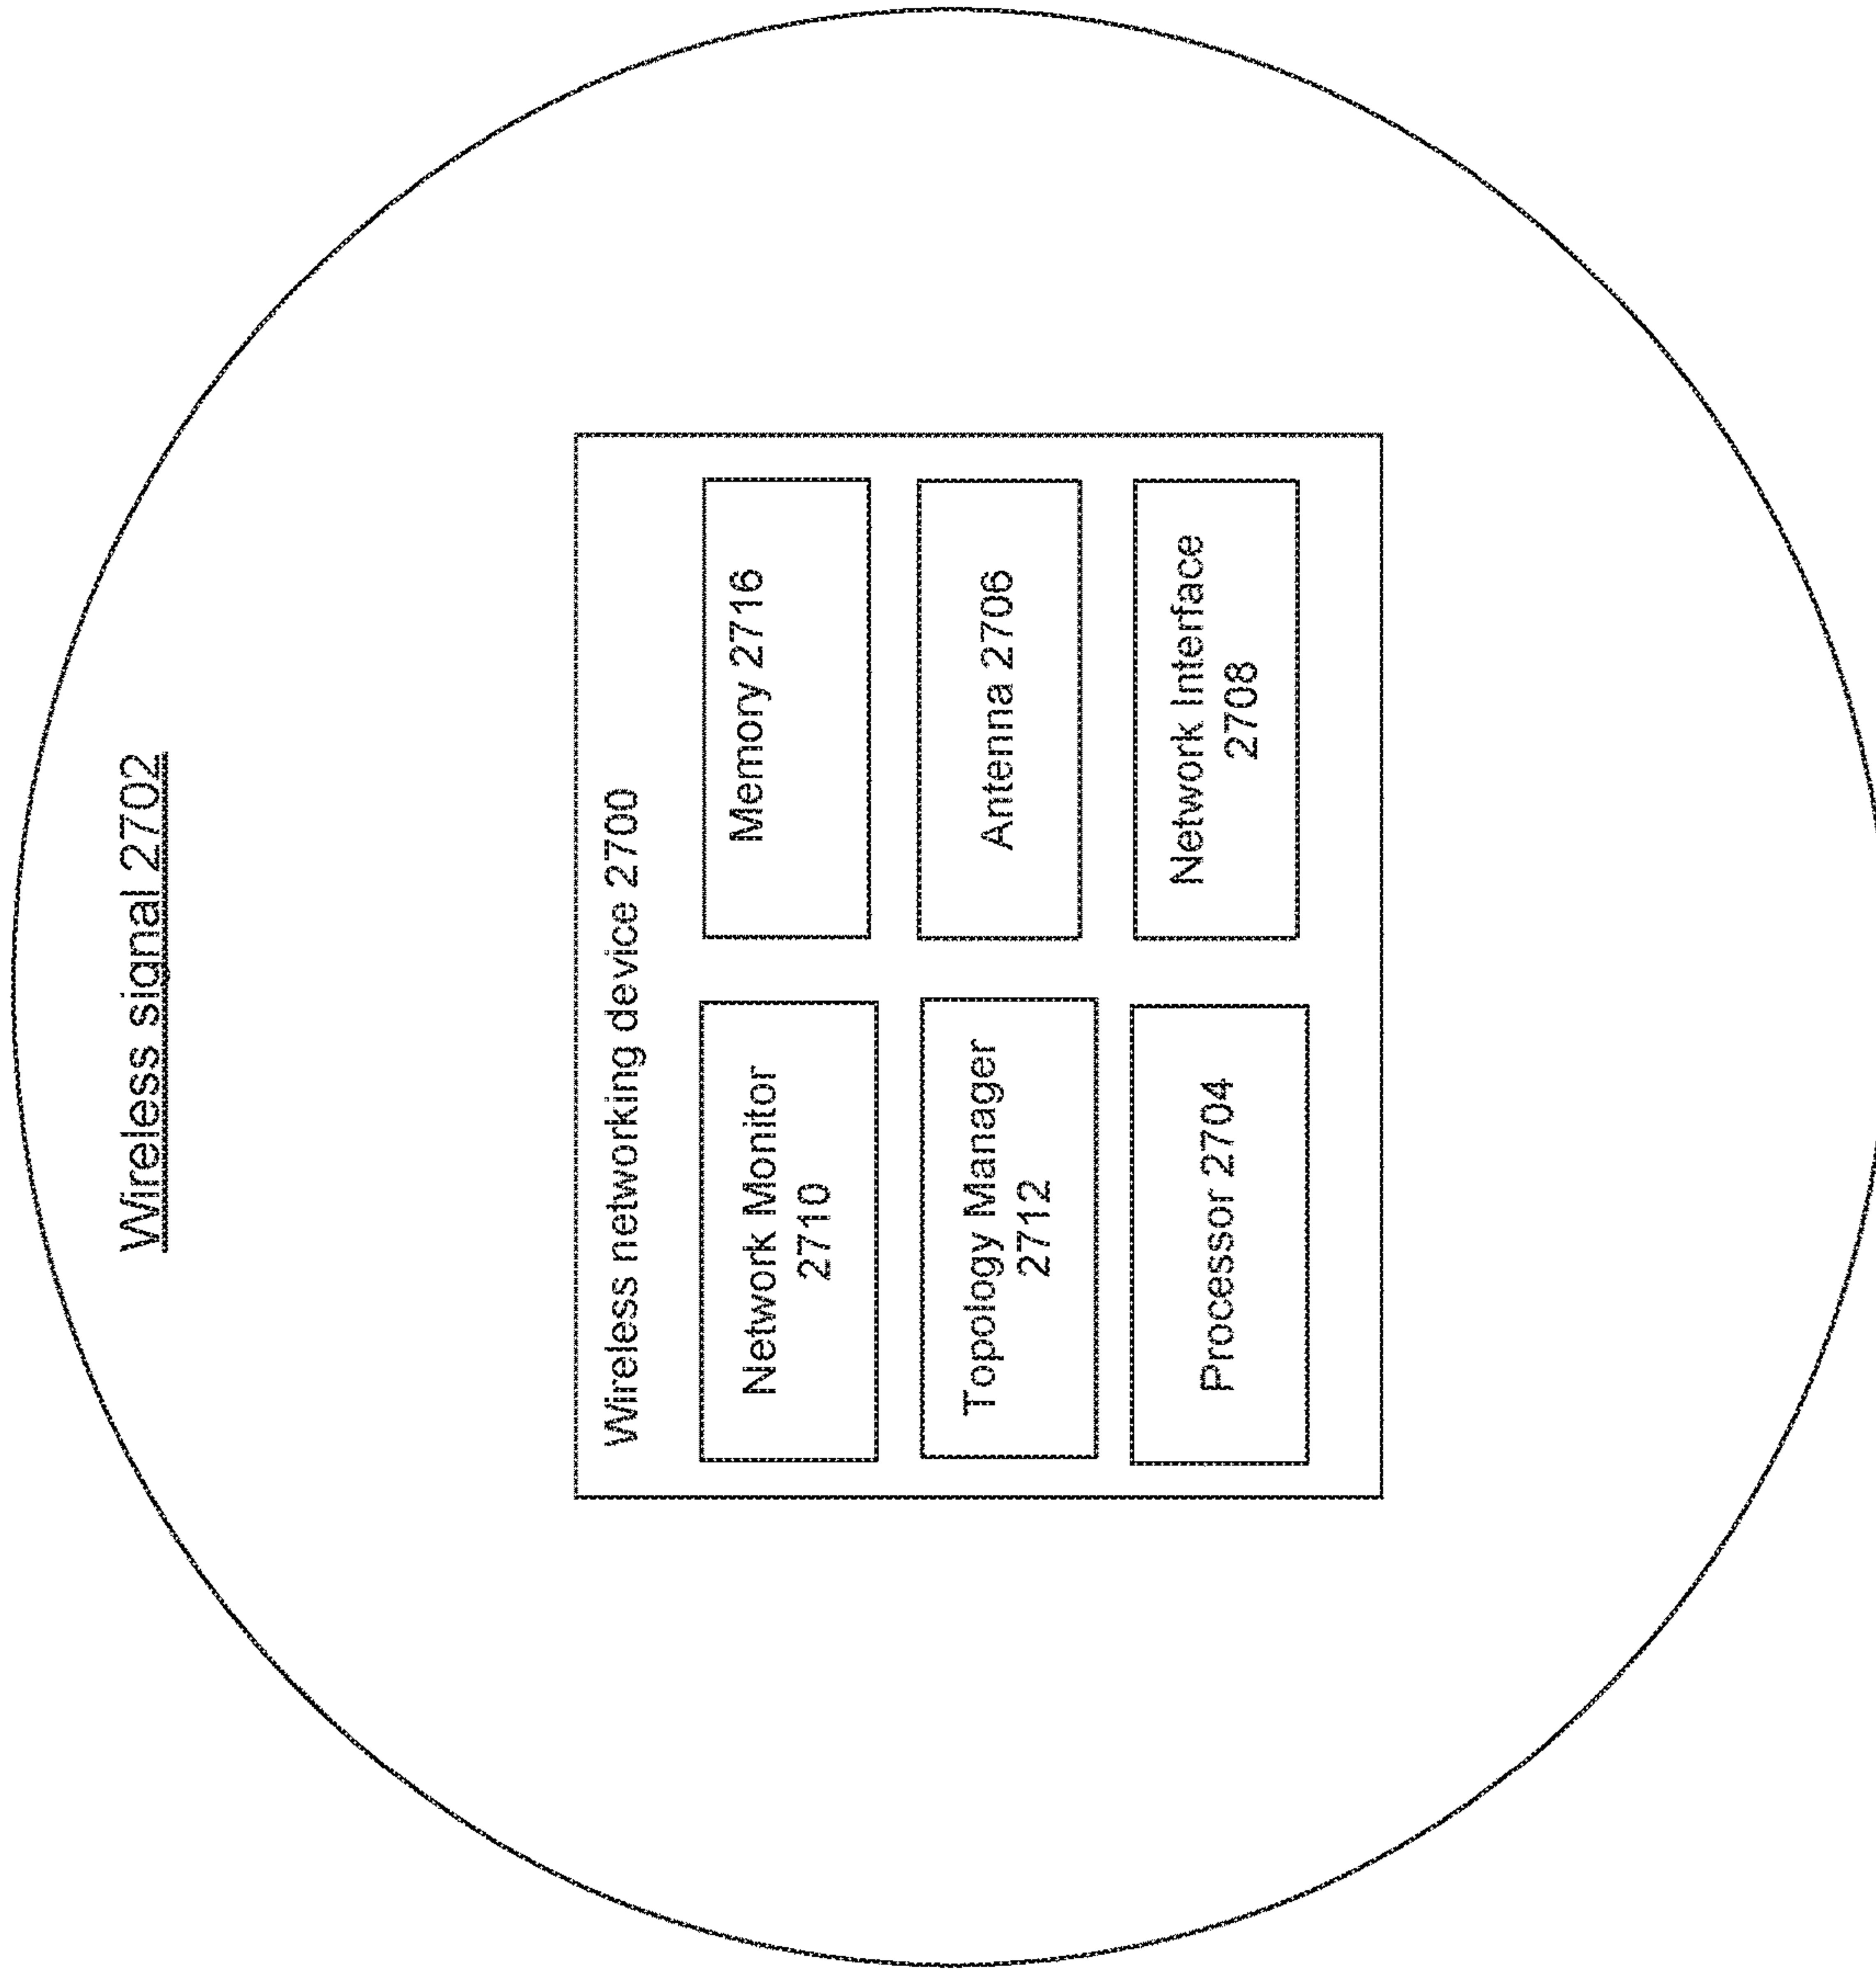 Wireless signal 2702
Wireless networking device 2700
Network Monitor
2710
Memory 2716
Topology Manager
2712
Antenna 2706
Processor 2704
Network Interface
2708